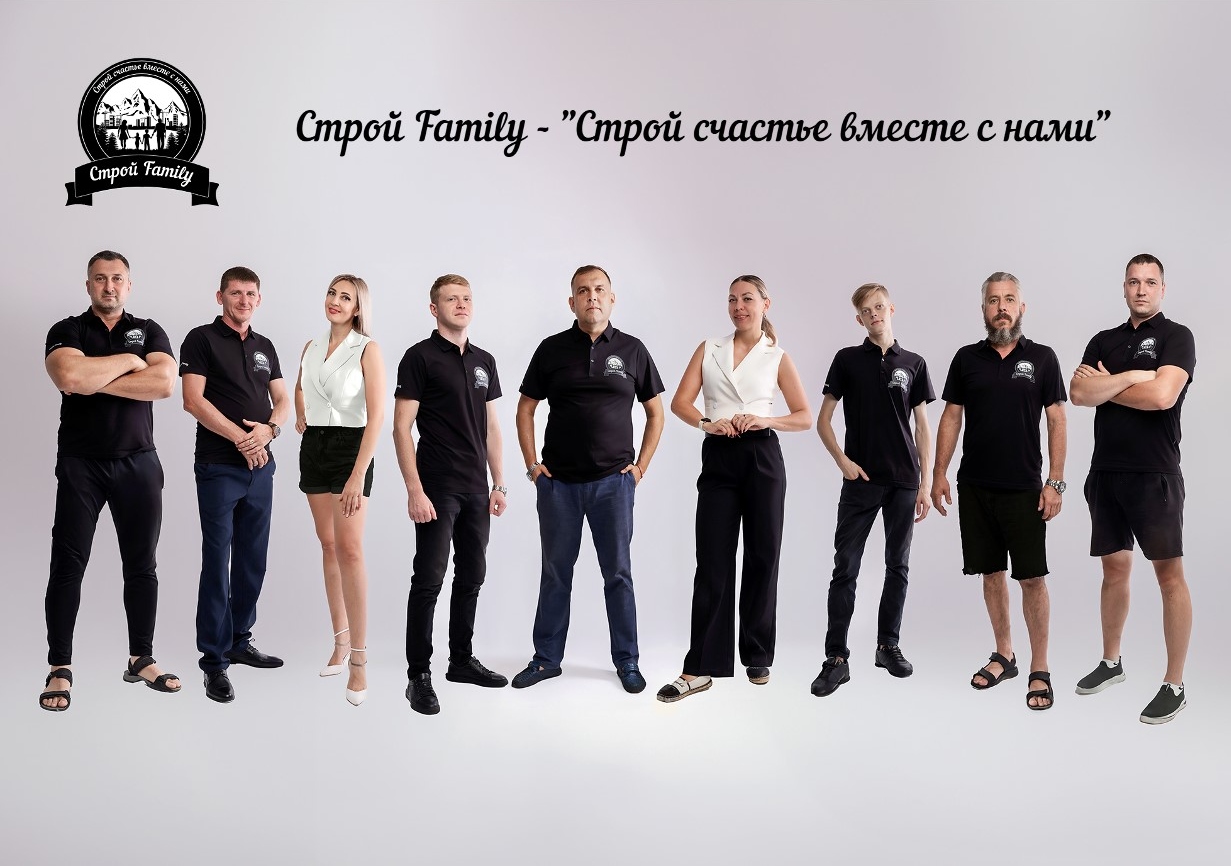 Строй счастье вместе с нами
Строй Family - "Строй счастье вместе с нами"
Строй Family